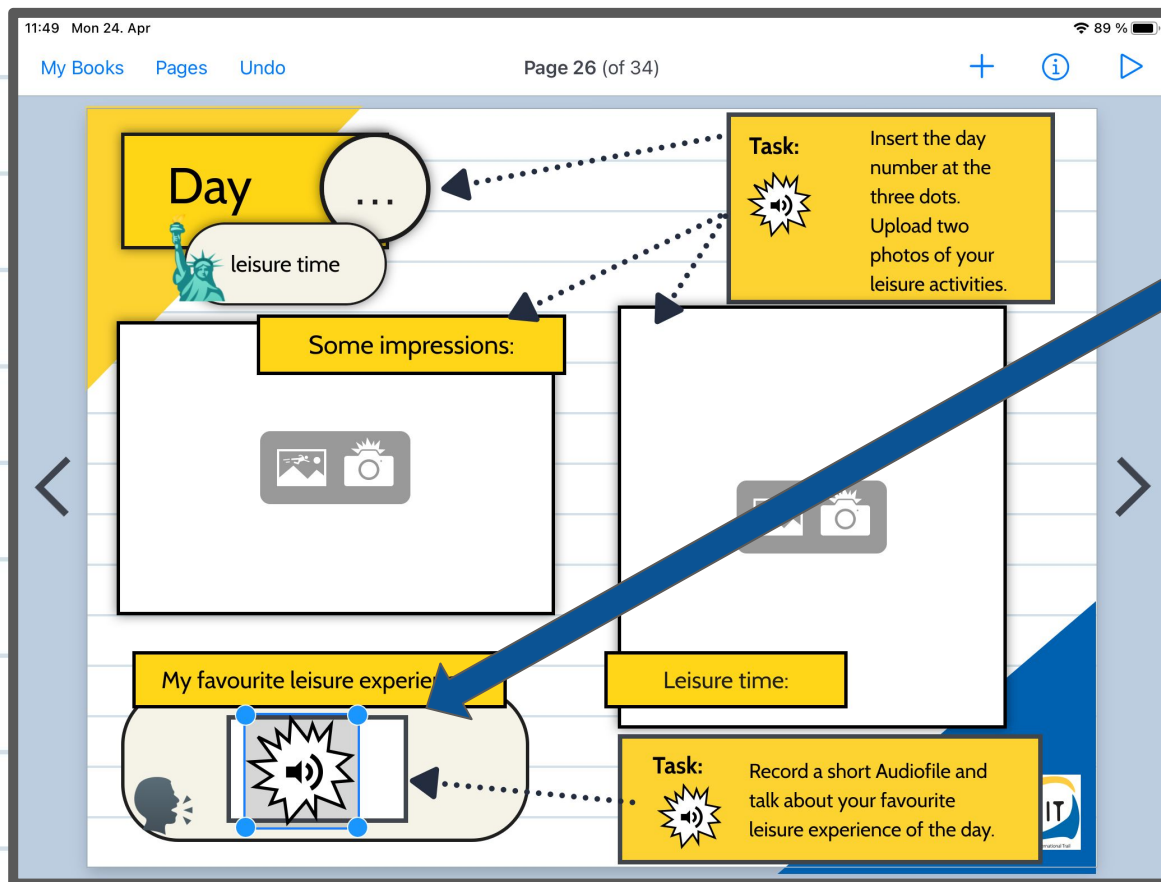 11:49 Mon 24. Apr
89 %
My Books Pages Undo Page 26 (of 34)
Day
...
leisure time
Task:
Insert the day
number at the
three dots.
Upload two
photos of your
leisure activities.
Some impressions:
My favourite leisure
Leisure time:
Task:
Record a short Audiofile and
talk about your favourite
leisure experience of the day.
IT